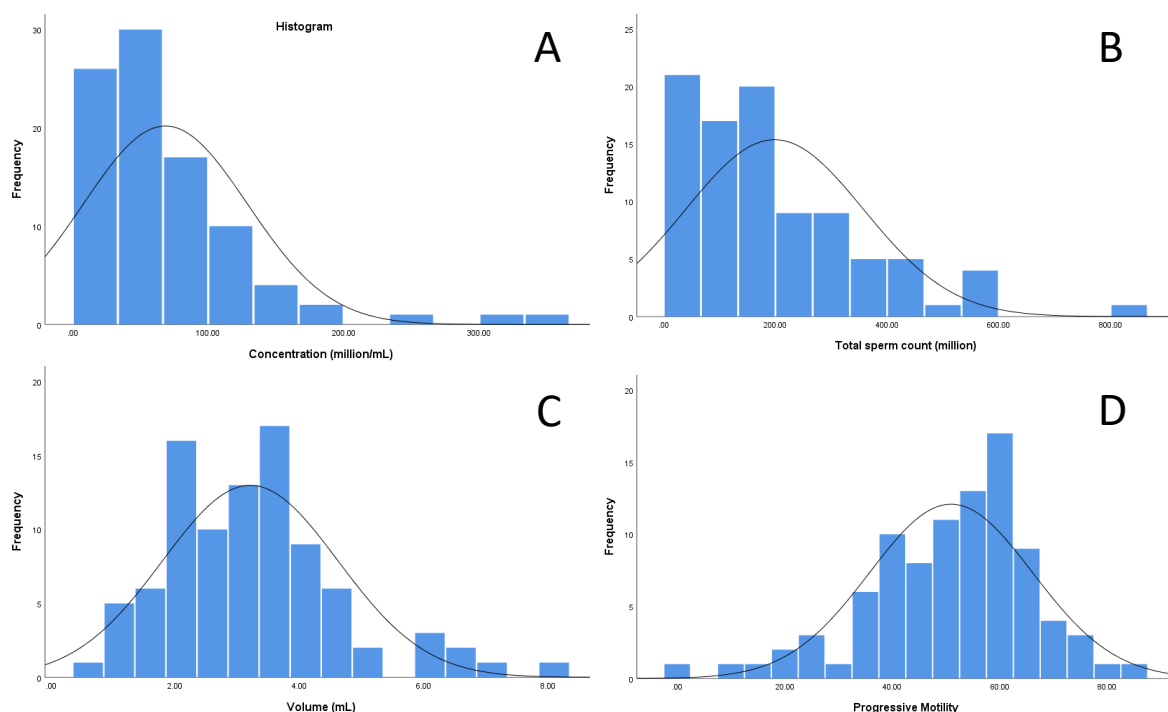 Histogram
A
Frequency
30
20
10
0
.00 100.00 200.00 300.00
Concentration (million/mL)
B
Frequency
25
20
15
10
5
0
.00 200.00 400.00 600.00 800.00
Total sperm count (million)
C
Frequency
20
15
10
5
0
.00 2.00 4.00 6.00 8.00
Volume (mL)
D
Frequency
20
15
10
5
0
.00 20.00 40.00 60.00 80.00
Progressive Motility